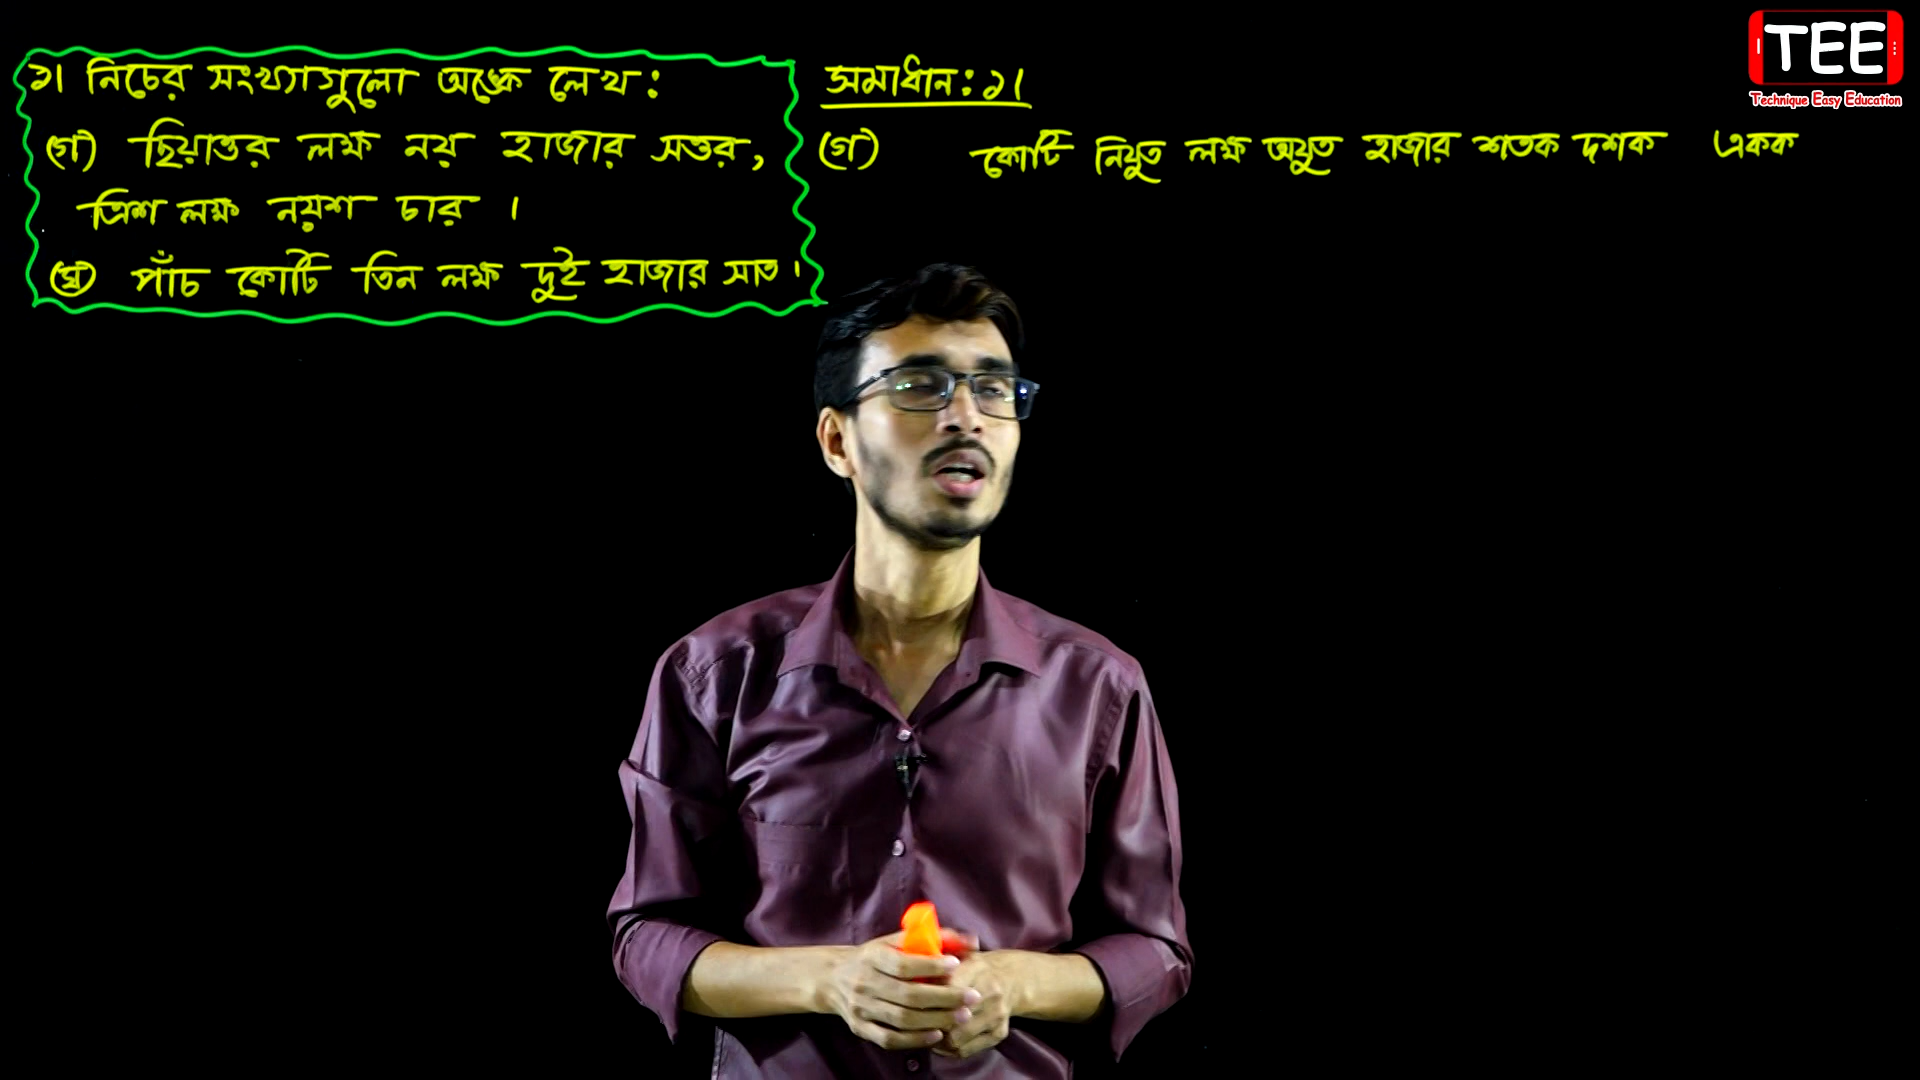 ১। নিচের সংখ্যাগুলো অঙ্কে লেখ:
(গ) ছিয়াত্তর লক্ষ নয় হাজার সত্তর,
ত্রিশ লক্ষ নয়শ চার ।
(ঘ) পাঁচ কোটি তিন লক্ষ দুই হাজার সাত ।
সমাধান: ১।
(গ) কোটি নিযুত লক্ষ অযুত হাজার শতক দশক একক
TEE
Technique Easy Education